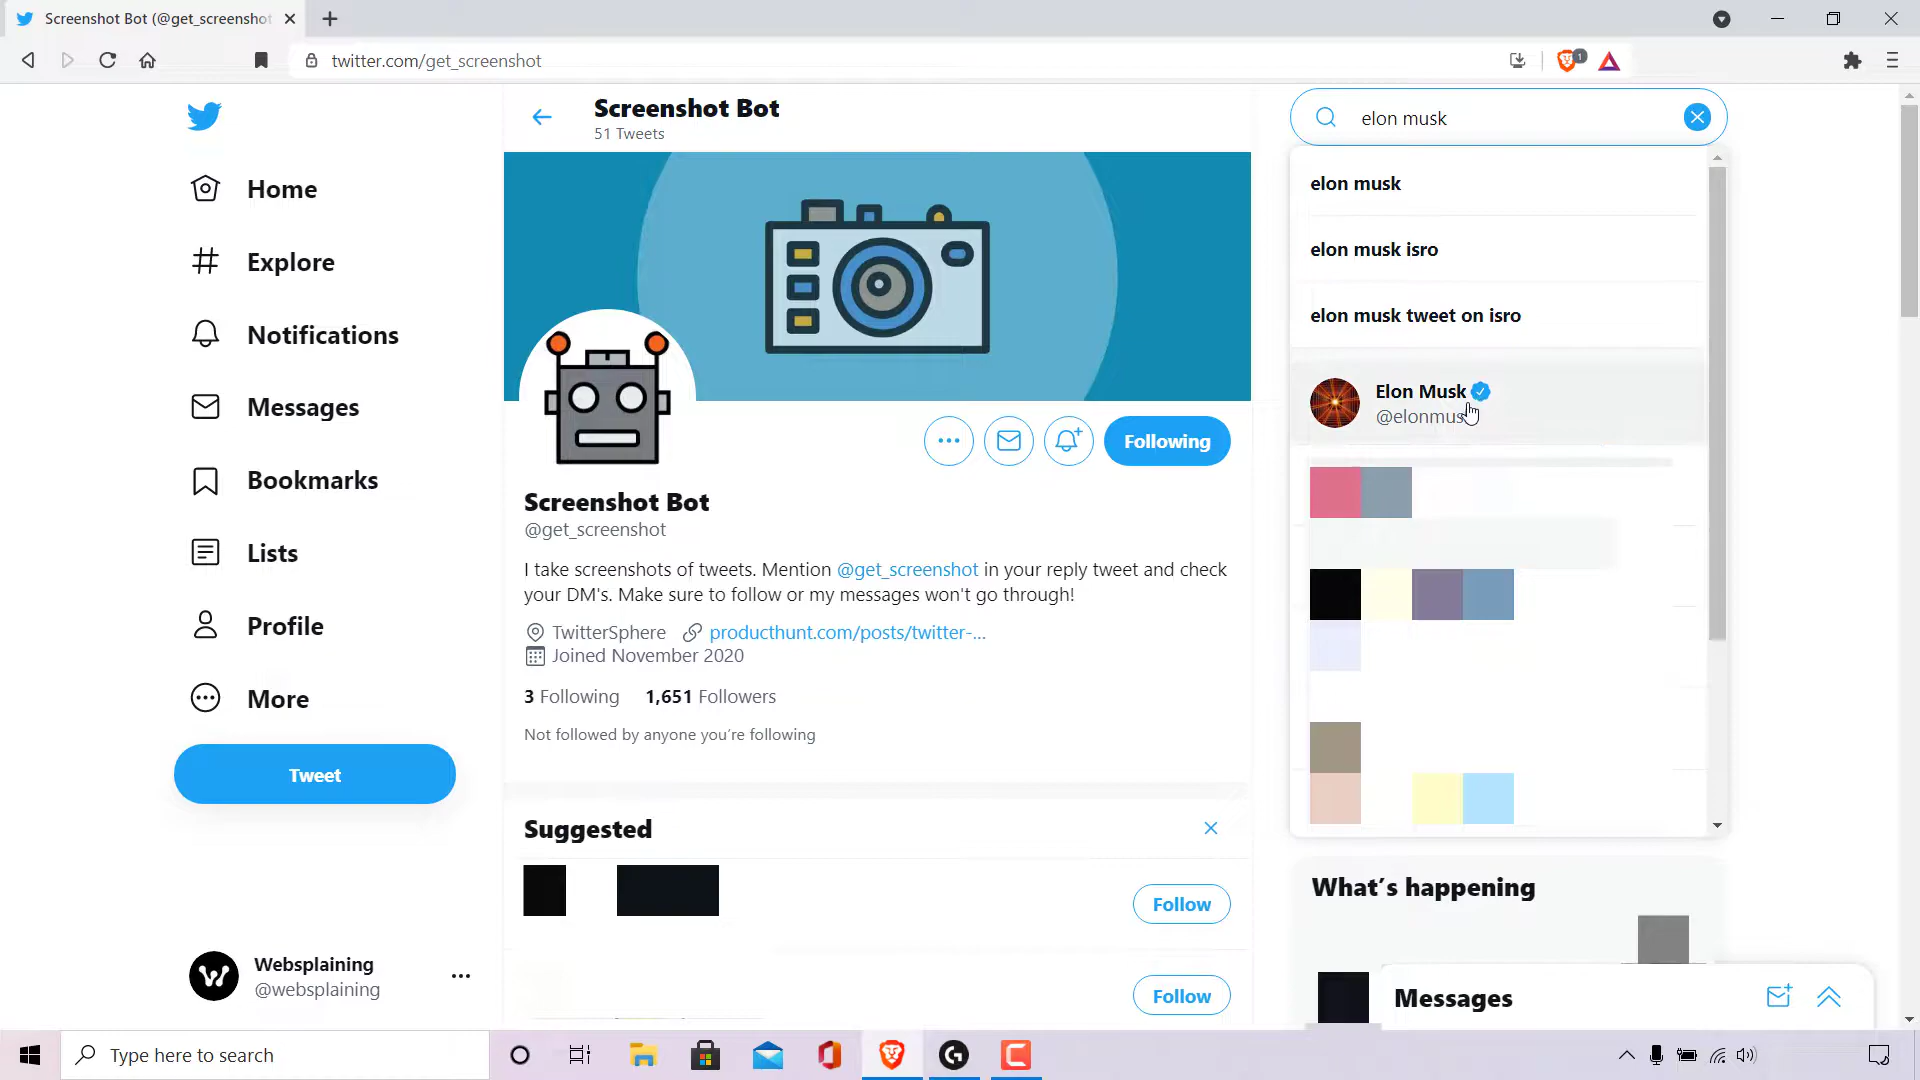 Screenshot Bot (@get_screenshot
twitter.com/get_screenshot
1
Home
Explore
Notifications
Messages
Bookmarks
Lists
Profile
More
Tweet
Websplaining
@websplaining
Screenshot Bot
51 Tweets
Following
Screenshot Bot
@get_screenshot
I take screenshots of tweets. Mention @get_screenshot in your reply tweet and check
your DM's. Make sure to follow or my messages won't go through!
TwitterSphere producthunt.com/posts/twitter-...
Joined November 2020
3 Following 1,651 Followers
Not followed by anyone you're following
Suggested
Follow
Follow
elon musk
elon musk
elon musk isro
elon musk tweet on isro
Elon Musk
@elonmus
What's happening
Messages
Type here to search